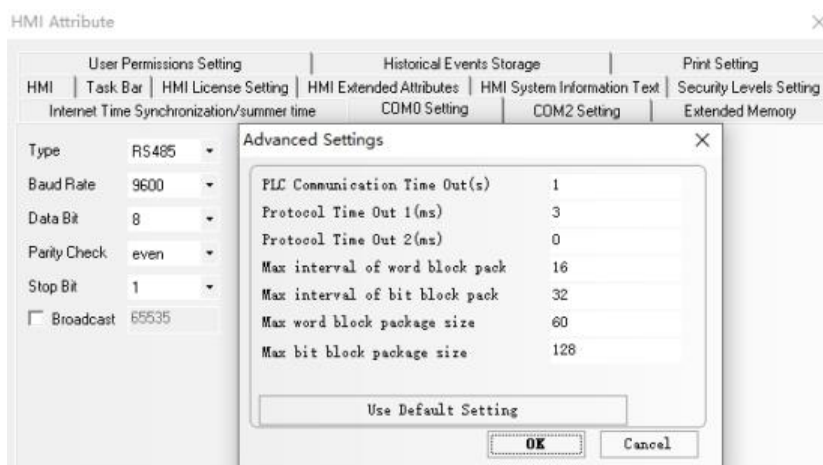 HMI Attribute
User Permissions Setting Historical Events Storage Print Setting
HMI Task Bar HMI License Setting HMI Extended Attributes HMI System Information Text Security Levels Setting
Internet Time Synchronization/summer time COM0 Setting COM2 Setting Extended Memory
Type RS485
Baud Rate 9600
Data Bit 8
Parity Check even
Stop Bit 1
Broadcast 65535
Advanced Settings
PLC Communication Time Out(s) 1
Protocol Time Out 1(ms) 3
Protocol Time Out 2(ms) 0
Max interval of word block pack 16
Max interval of bit block pack 32
Max word block package size 60
Max bit block package size 128
Use Default Setting
OK Cancel